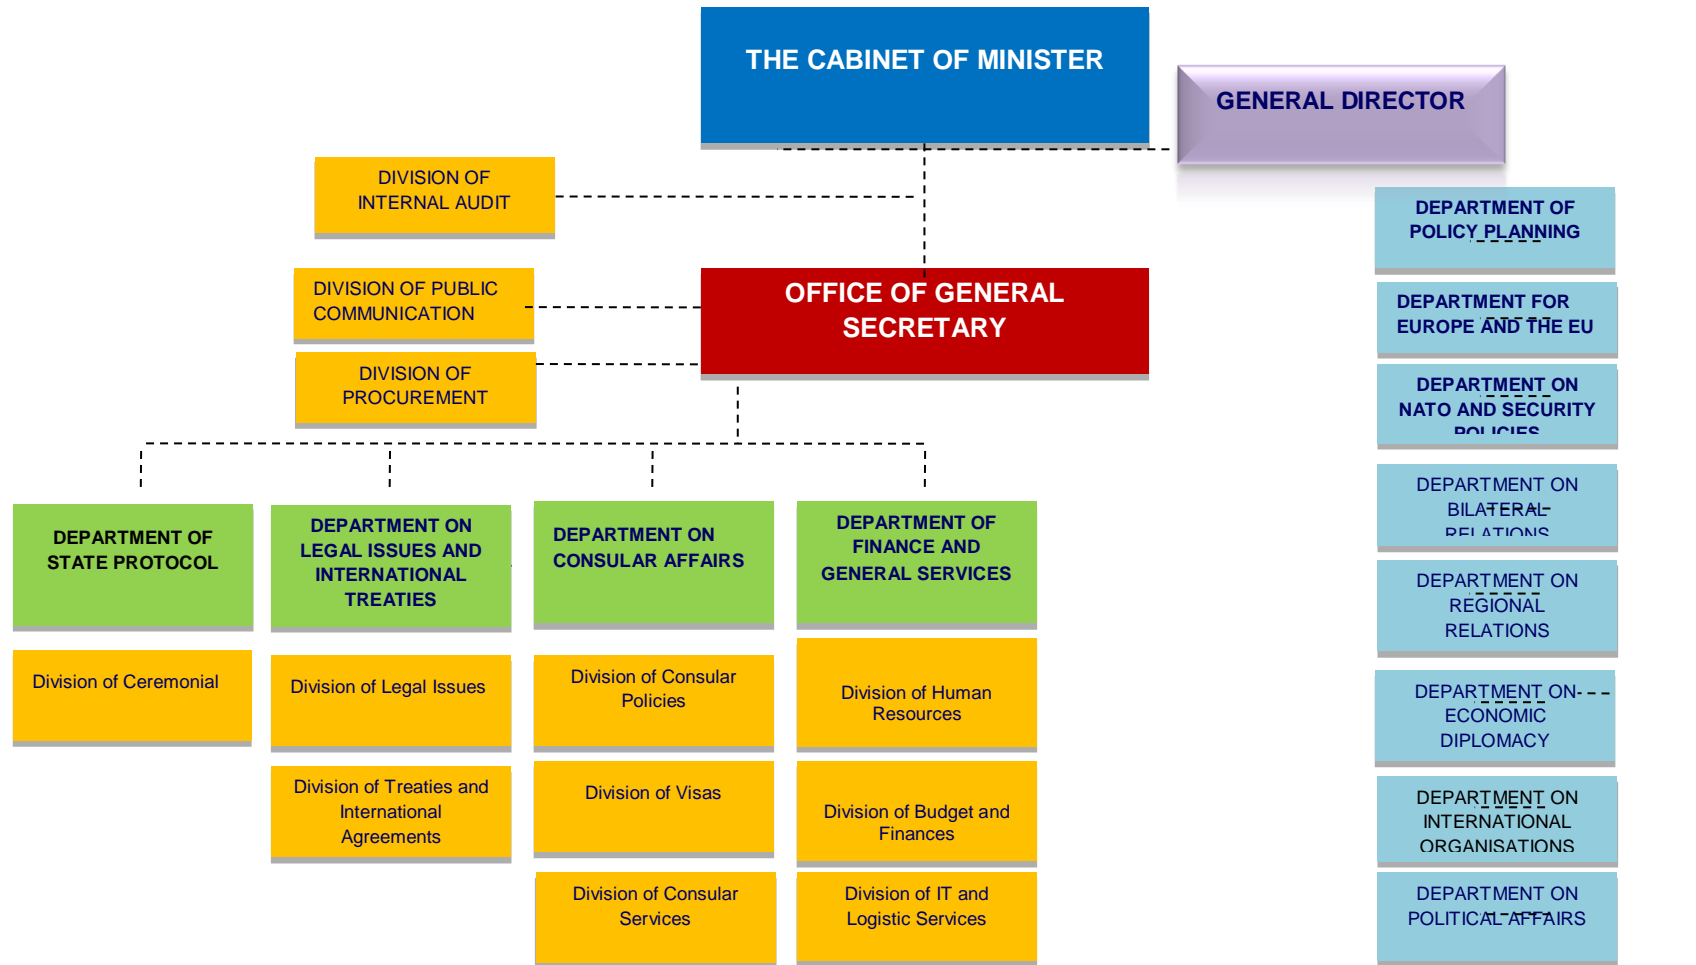 THE CABINET OF MINISTER
GENERAL DIRECTOR
DIVISION OF
INTERNAL AUDIT
DIVISION OF PUBLIC
COMMUNICATION
DIVISION OF
PROCUREMENT
OFFICE OF GENERAL
SECRETARY
DEPARTMENT OF
STATE PROTOCOL
Division of Ceremonial
DEPARTMENT ON
LEGAL ISSUES AND
INTERNATIONAL
TREATIES
Division of Legal Issues
Division of Treaties and
International
Agreements
DEPARTMENT ON
CONSULAR AFFAIRS
Division of Consular
Policies
Division of Visas
Division of Consular
Services
DEPARTMENT OF
FINANCE AND
GENERAL SERVICES
Division of Human
Resources
Division of Budget and
Finances
Division of IT and
Logistic Services
DEPARTMENT OF
POLICY PLANNING
DEPARTMENT FOR
EUROPE AND THE EU
DEPARTMENT ON
NATO AND SECURITY
POLICIES
DEPARTMENT ON
BILATERAL
RELATIONS
DEPARTMENT ON
REGIONAL
RELATIONS
DEPARTMENT ON
ECONOMIC
DIPLOMACY
DEPARTMENT ON
INTERNATIONAL
ORGANISATIONS
DEPARTMENT ON
POLITICAL AFFAIRS